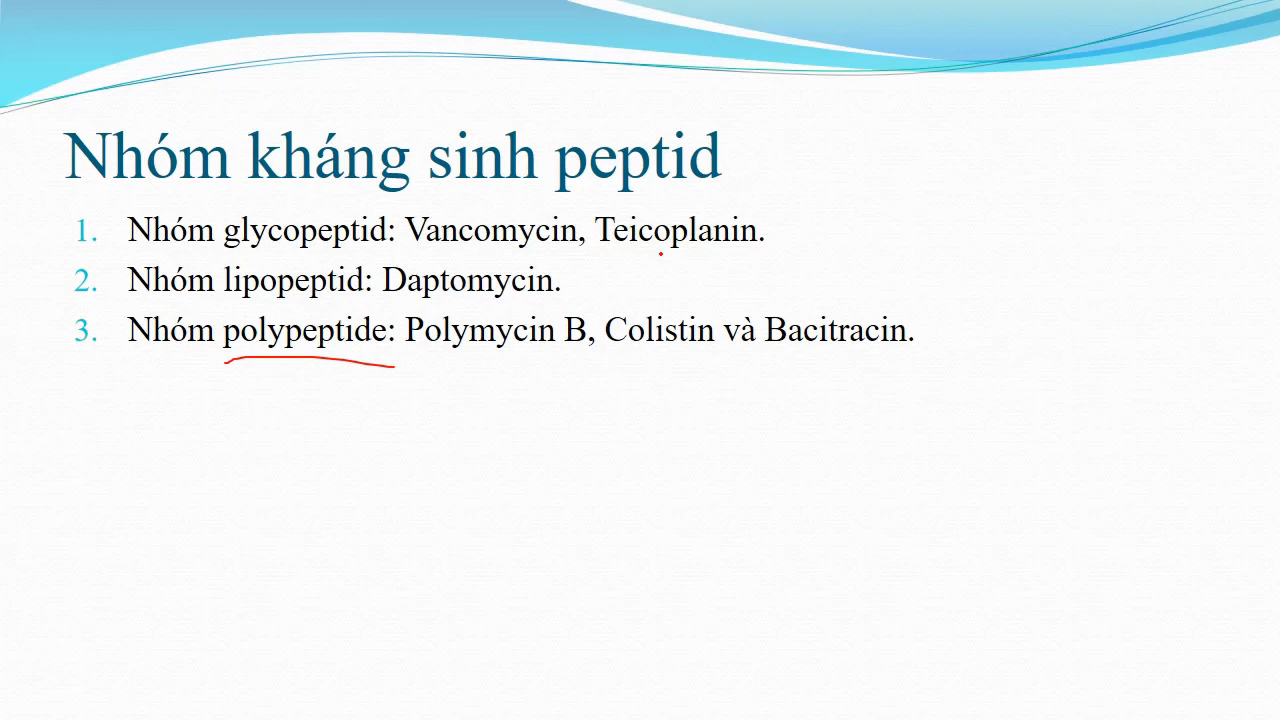 Nhóm kháng sinh peptid
1. Nhóm glycopeptid: Vancomycin, Teicoplanin.
2. Nhóm lipopeptid: Daptomycin.
3. Nhóm polypeptide: Polymycin B, Colistin và Bacitracin.